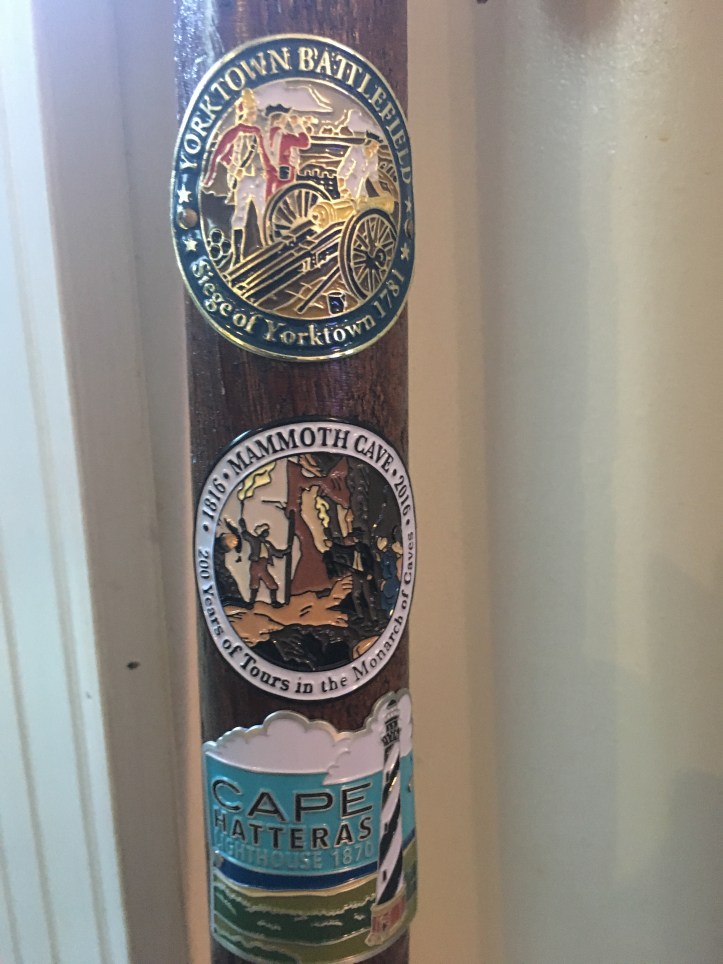 YORKTOWN BATTLEFIELD
Siege of Yorktown 1781
1816 • MAMMOTH CAVE • 2016
200 Years of Tours in the Monarch of Caves
CAPE
HATTERAS
LIGHTHOUSE 1870